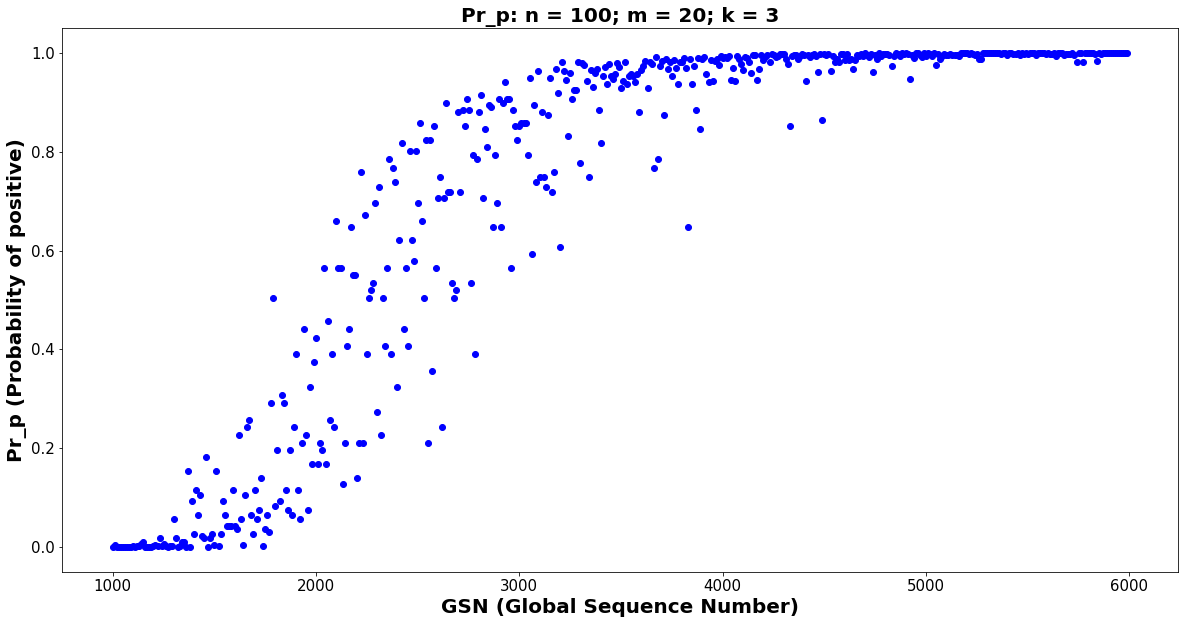 Pr_p: n = 100; m = 20; k = 3
1.0
0.8
0.6
0.4
0.2
0.0
Pr_p (Probability of positive)
1000 2000 3000 4000 5000 6000
GSN (Global Sequence Number)